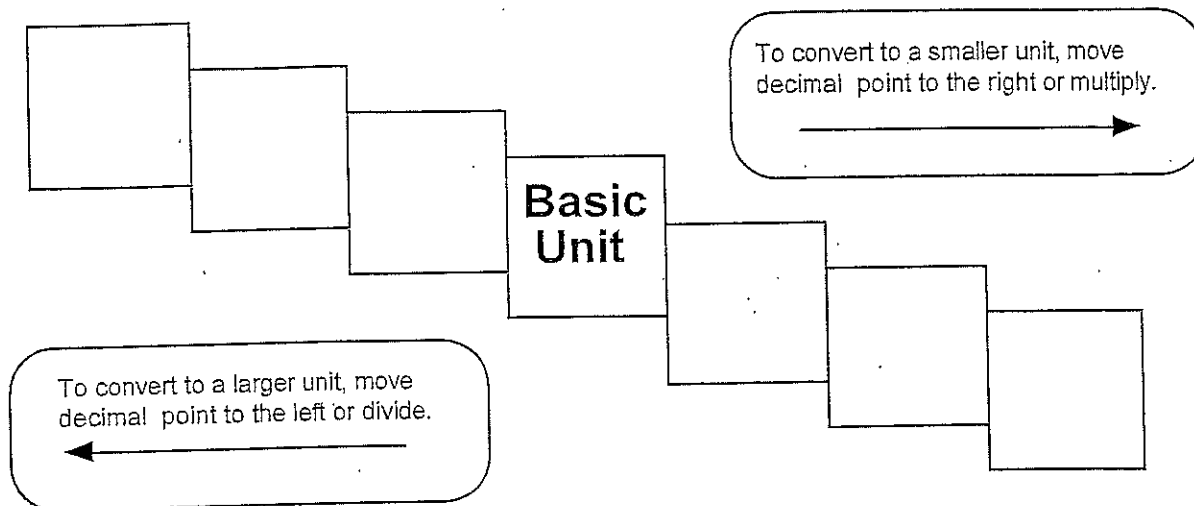 To convert to a smaller unit, move
decimal point to the right or multiply.
Basic
Unit
To convert to a larger unit, move
decimal point to the left or divide.